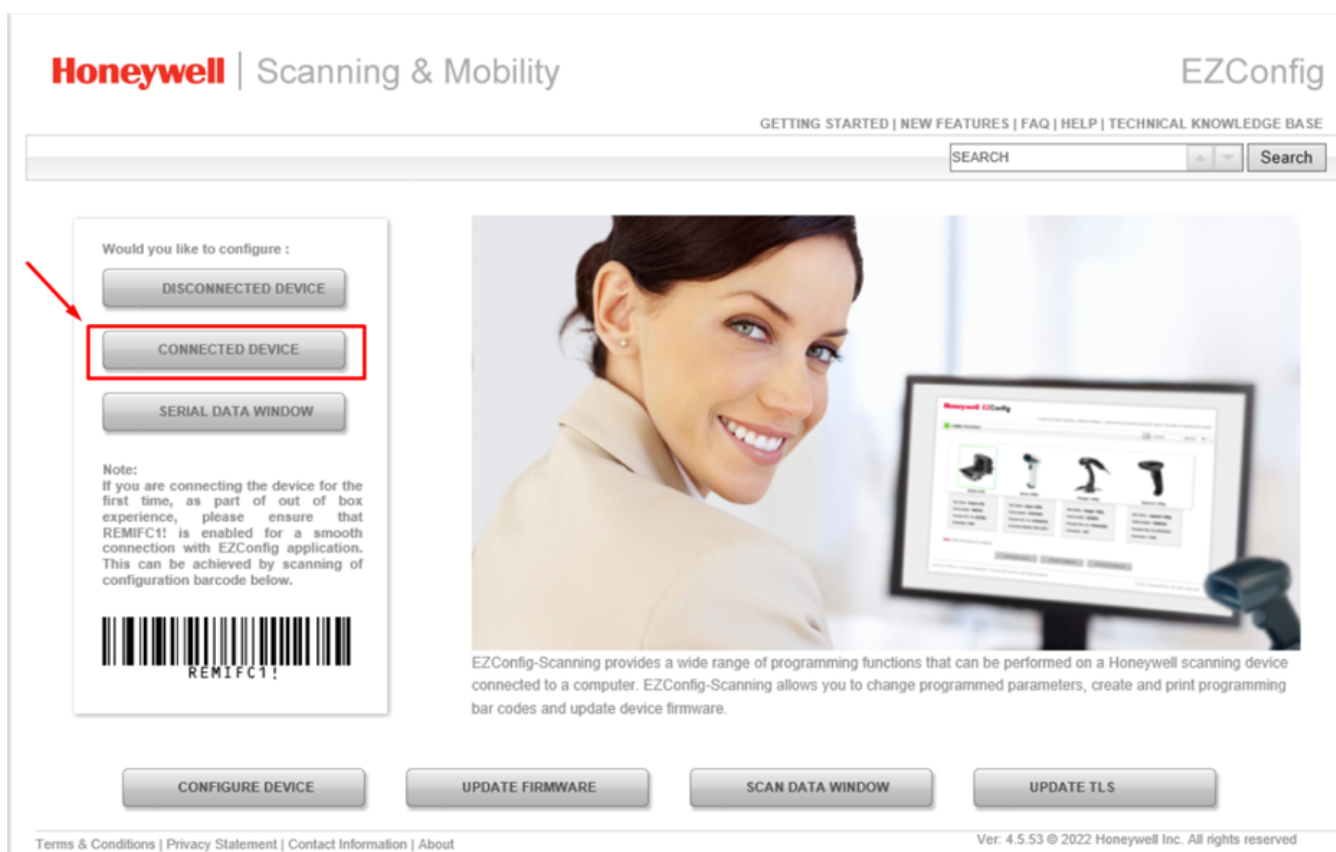 Honeywell | Scanning & Mobility
EZConfig
GETTING STARTED | NEW FEATURES | FAQ | HELP | TECHNICAL KNOWLEDGE BASE
SEARCH
Search
Would you like to configure :
DISCONNECTED DEVICE
CONNECTED DEVICE
SERIAL DATA WINDOW
Note:
If you are connecting the device for the
first time, as part of out of box
experience, please ensure that
REMIFC1! is enabled for a smooth
connection with EZConfig application.
This can be achieved by scanning of
configuration barcode below.
REMIFC1!
Honeywell EZConfig
EZConfig-Scanning provides a wide range of programming functions that can be performed on a Honeywell scanning device
connected to a computer. EZConfig-Scanning allows you to change programmed parameters, create and print programming
bar codes and update device firmware.
CONFIGURE DEVICE
UPDATE FIRMWARE
SCAN DATA WINDOW
UPDATE TLS
Terms & Conditions | Privacy Statement | Contact Information | About
Ver: 4.5.53 © 2022 Honeywell Inc. All rights reserved